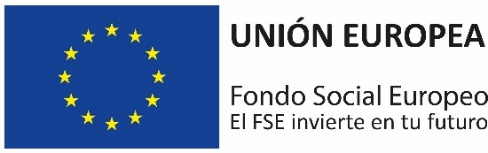 UNIÓN EUROPEA
Fondo Social Europeo
El FSE invierte en tu futuro